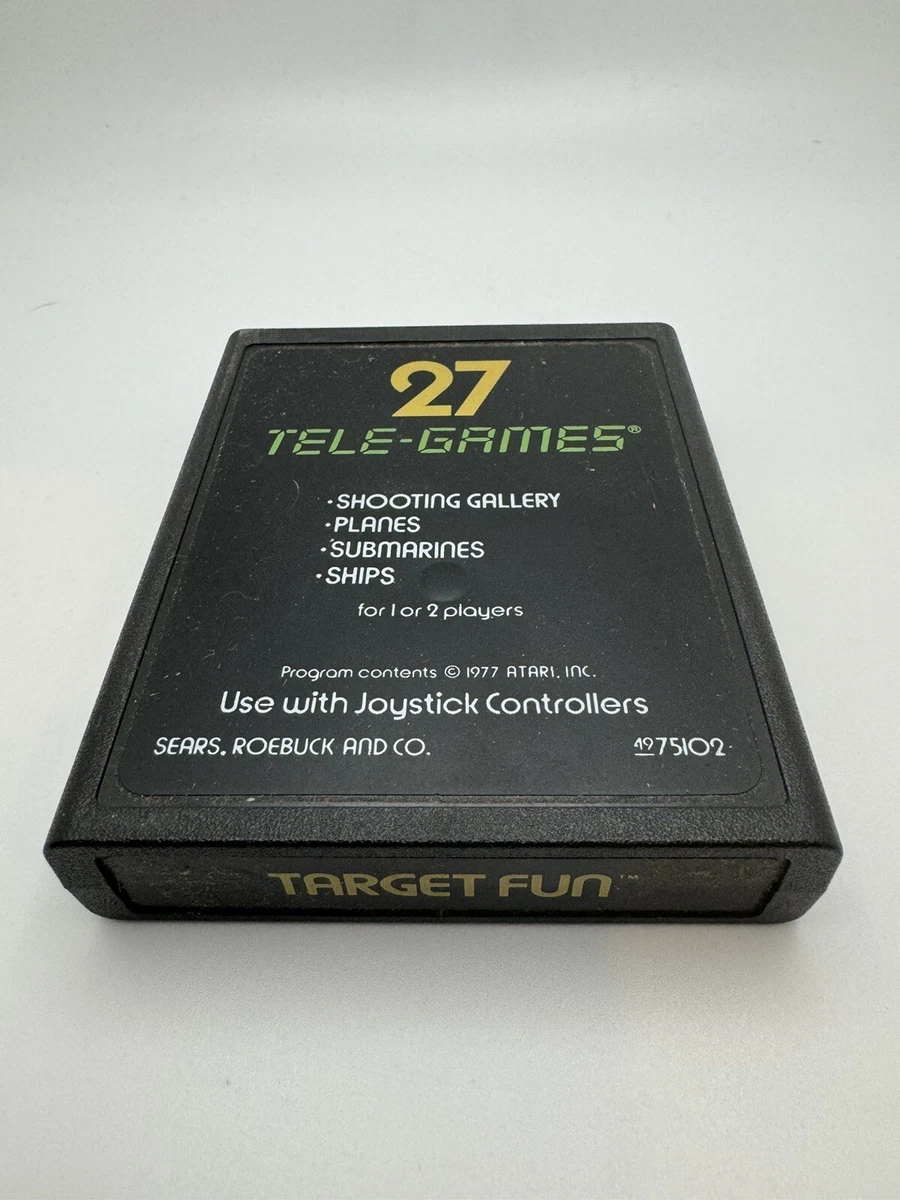 27
TELE-GAMES®
·SHOOTING GALLERY
·PLANES
·SUBMARINES
·SHIPS
for 1 or 2 players
Program contents © 1977 ATARI, INC.
Use with Joystick Controllers
SEARS, ROEBUCK AND CO. 49 75102
TARGET FUN™